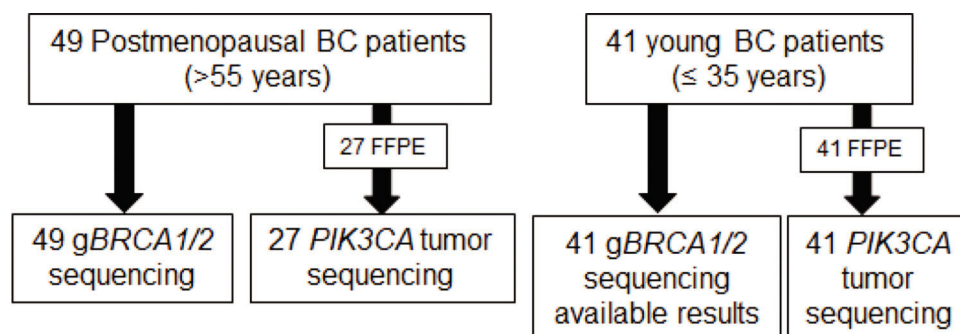 49 Postmenopausal BC patients
(>55 years)
41 young BC patients
(≤ 35 years)
27 FFPE
41 FFPE
49 gBRCA1/2
sequencing
27 PIK3CA tumor
sequencing
41 gBRCA1/2
sequencing
available results
41 PIK3CA
tumor
sequencing